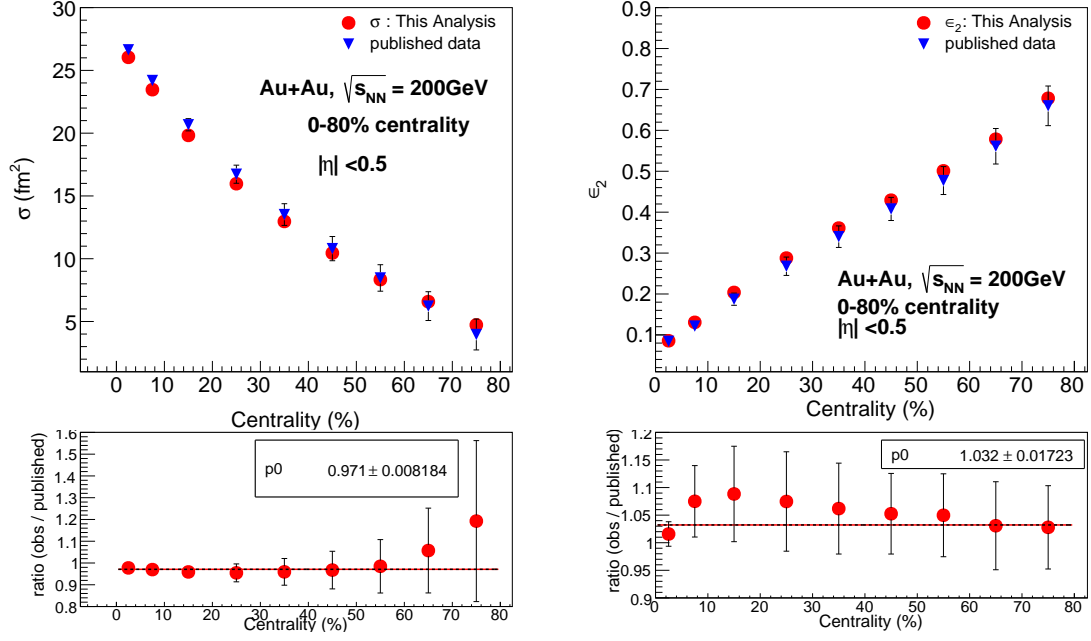 30
25
20
15
10
5
σ (fm²)
σ : This Analysis
published data
Au+Au, √s_NN = 200GeV
0-80% centrality
|η| <0.5
0 10 20 30 40 50 60 70 80
Centrality (%)
0.9
0.8
0.7
0.6
0.5
0.4
0.3
0.2
0.1
ϵ₂
ϵ₂: This Analysis
published data
Au+Au, √s_NN = 200GeV
0-80% centrality
|η| <0.5
0 10 20 30 40 50 60 70 80
Centrality (%)
1.6
1.5
1.4
1.3
1.2
1.1
1
0.9
0.8
ratio (obs / published)
p0 0.971 ± 0.008184
0 10 20 30 40 50 60 70 80
Centrality (%)
1.2
1.15
1.1
1.05
1
0.95
0.9
ratio (obs / published)
p0 1.032 ± 0.01723
0 10 20 30 40 50 60 70 80
Centrality (%)